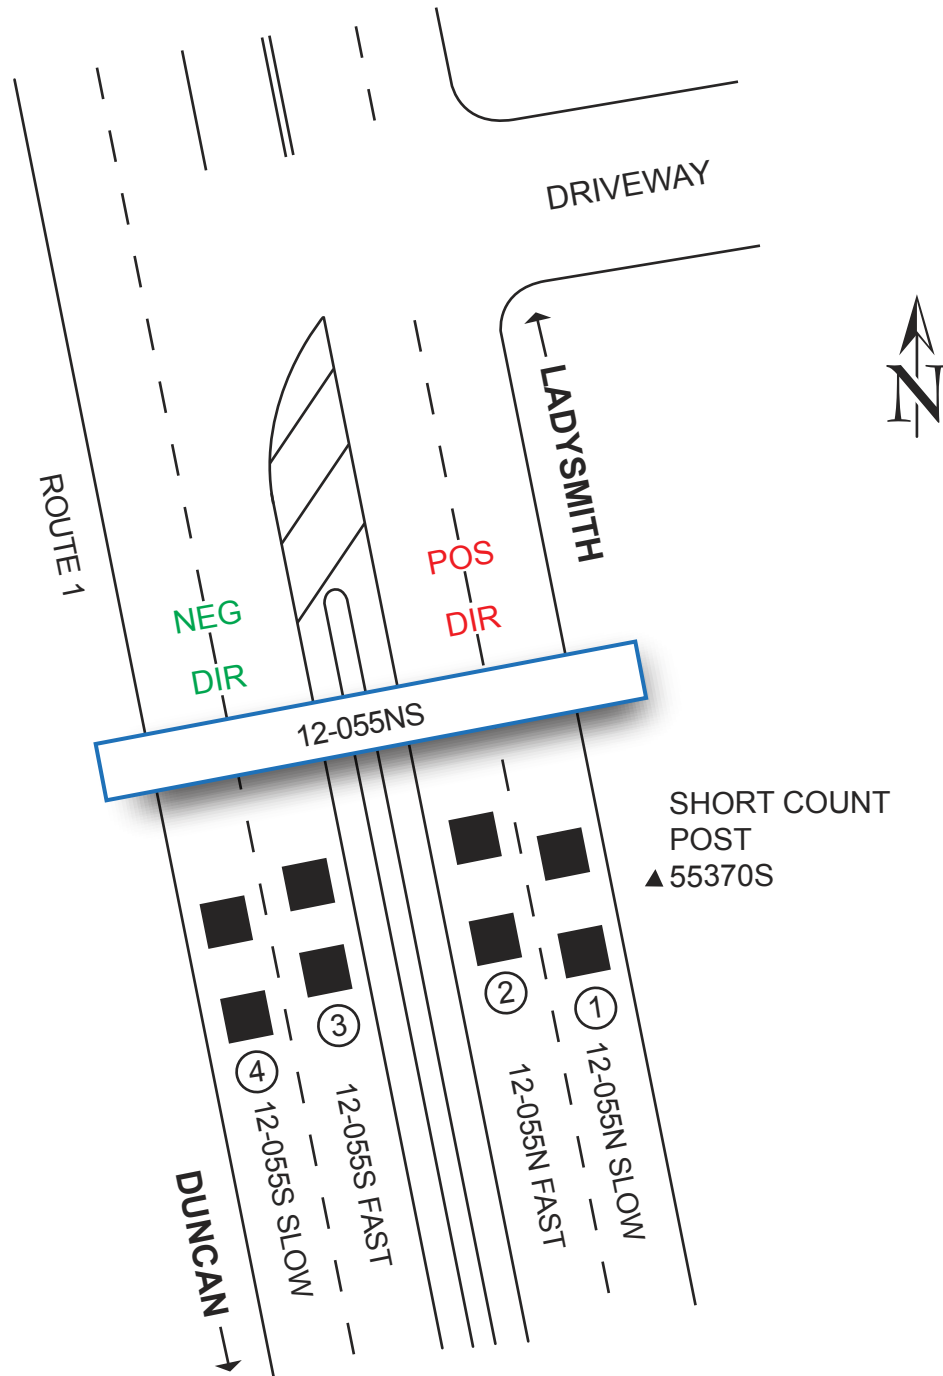 DRIVEWAY
LADYSMITH
N
ROUTE 1
POS
DIR
NEG
DIR
12-055NS
SHORT COUNT
POST
55370S
2
1
3
4
12-055N SLOW
12-055N FAST
12-055S FAST
12-055S SLOW
DUNCAN